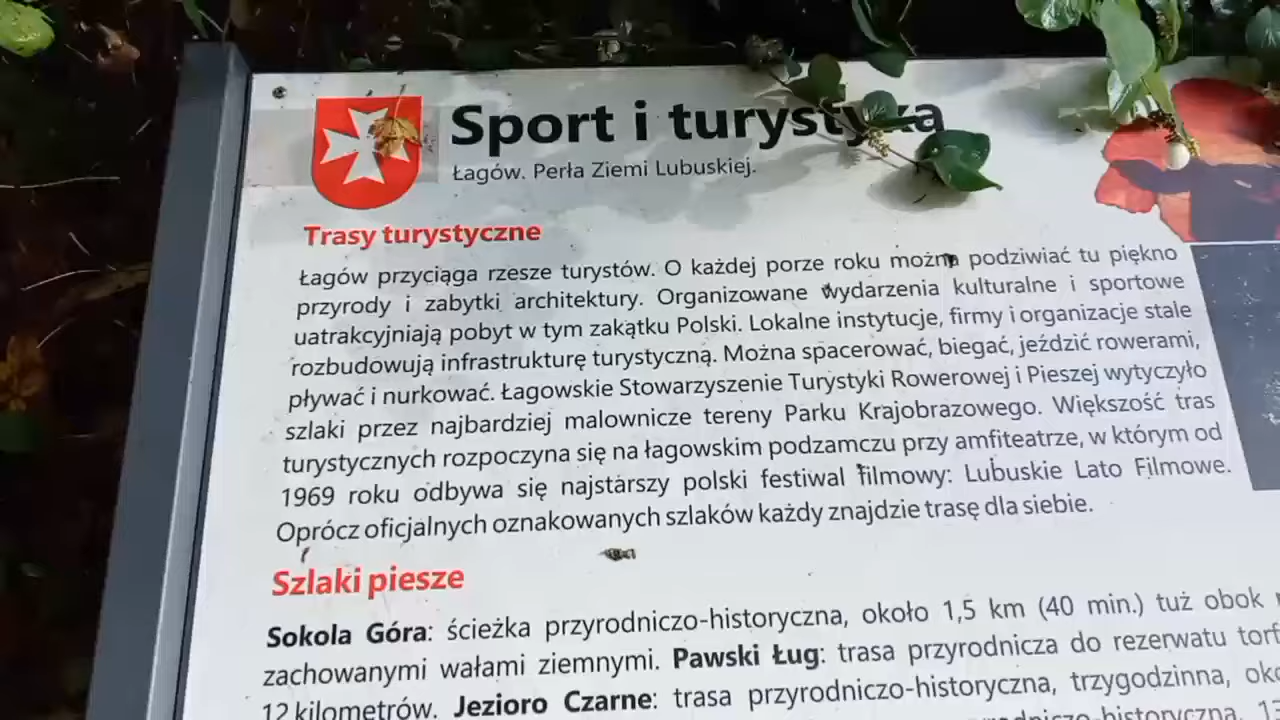 Sport i turystyka
Łagów. Perła Ziemi Lubuskiej.
Trasy turystyczne
Łagów przyciąga rzesze turystów. O każdej porze roku można podziwiać tu piękno
przyrody i zabytki architektury. Organizowane wydarzenia kulturalne i sportowe
uatrakcyjniają pobyt w tym zakątku Polski. Lokalne instytucje, firmy i organizacje stale
rozbudowują infrastrukturę turystyczną. Można spacerować, biegać, jeździć rowerami,
pływać i nurkować. Łagowskie Stowarzyszenie Turystyki Rowerowej i Pieszej wytyczyło
szlaki przez najbardziej malownicze tereny Parku Krajobrazowego. Większość tras
turystycznych rozpoczyna się na łagowskim podzamczu przy amfiteatrze, w którym od
1969 roku odbywa się najstarszy polski festiwal filmowy: Lubuskie Lato Filmowe.
Oprócz oficjalnych oznakowanych szlaków każdy znajdzie trasę dla siebie.
Szlaki piesze
Sokola Góra: ścieżka przyrodniczo-historyczna, około 1,5 km (40 min.) tuż obok
zachowanymi wałami ziemnymi. Pawski Ług: trasa przyrodnicza do rezerwatu torf
12 kilometrów. Jezioro Czarne: trasa przyrodniczo-historyczna, trzygodzinna,